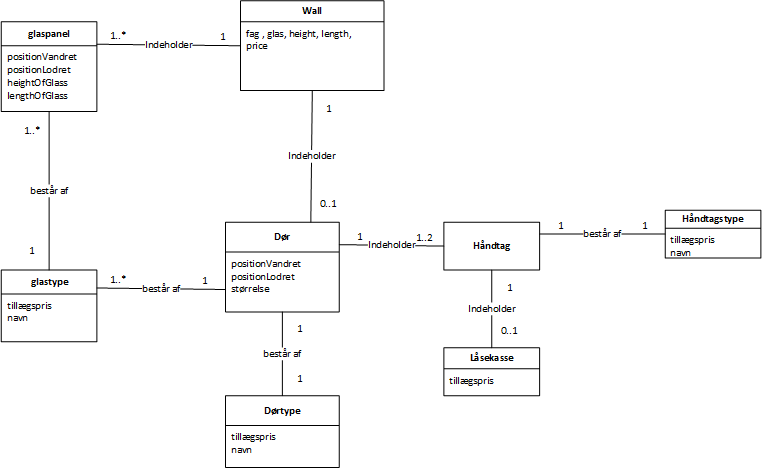 Wall
fag , glas, height, length,
price
glaspanel
positionVandret
positionLodret
heightOfGlass
lengthOfGlass
1..*
Indeholder
1
1
Indeholder
0..1
1..*
består af
1
Dør
positionVandret
positionLodret
størrelse
1
Indeholder
1..2
Håndtag
1
består af
1
Håndtagstype
tillægspris
navn
glastype
tillægspris
navn
1..*
består af
1
1
Indeholder
0..1
Låsekasse
tillægspris
1
består af
1
Dørtype
tillægspris
navn